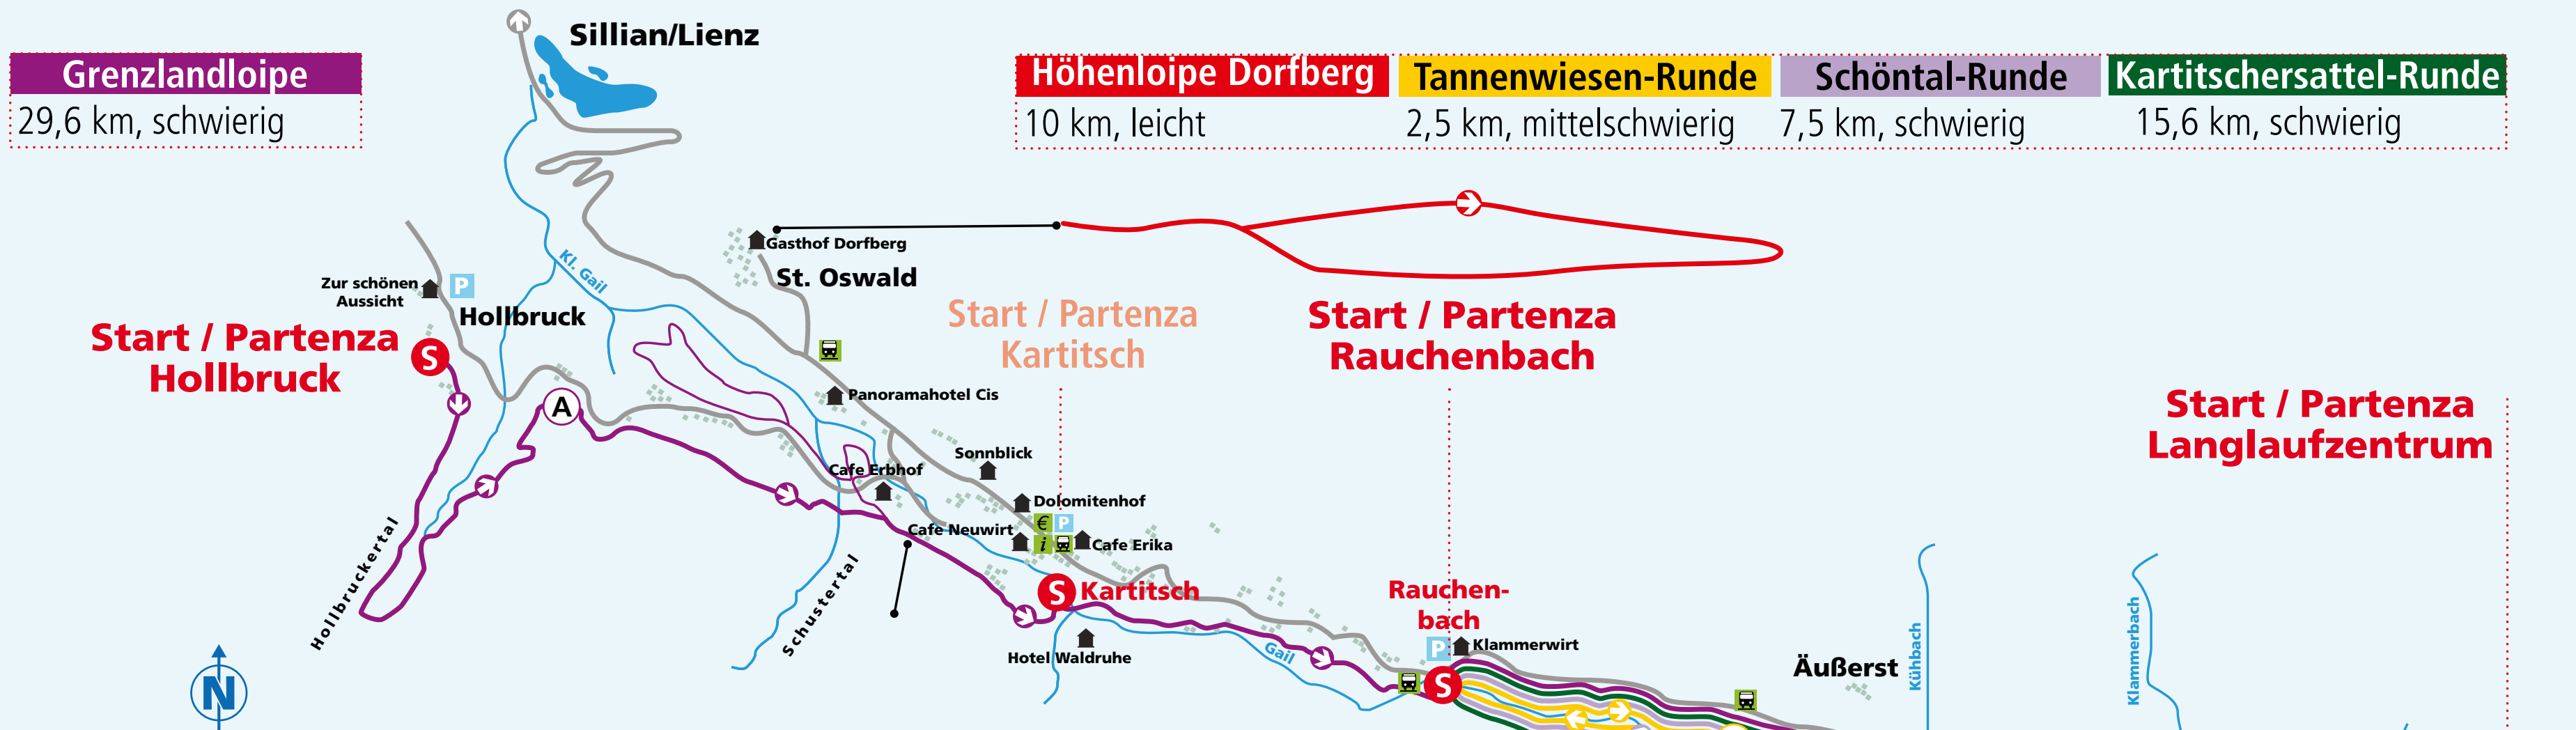 Sillian/Lienz
Grenzlandloipe
29,6 km, schwierig
Höhenloipe Dorfberg
10 km, leicht
Tannenwiesen-Runde
2,5 km, mittelschwierig
Schöntal-Runde
7,5 km, schwierig
Kartitschersattel-Runde
15,6 km, schwierig
Gasthof Dorfberg
St. Oswald
Kl. Gail
Zur schönen
Aussicht
P
Hollbruck
Start / Partenza
Hollbruck
S
Start / Partenza
Kartitsch
Start / Partenza
Rauchenbach
Start / Partenza
Langlaufzentrum
A
Panoramahotel Cis
Sonnblick
Cafe Erbhof
Dolomitenhof
€ P
Cafe Neuwirt
i
Cafe Erika
Hollbruckertal
Schustertal
S Kartitsch
Hotel Waldruhe
Gail
Rauchen-
bach
P
Klammerwirt
S
Äußerst
Kühbach
Klammerbach
N